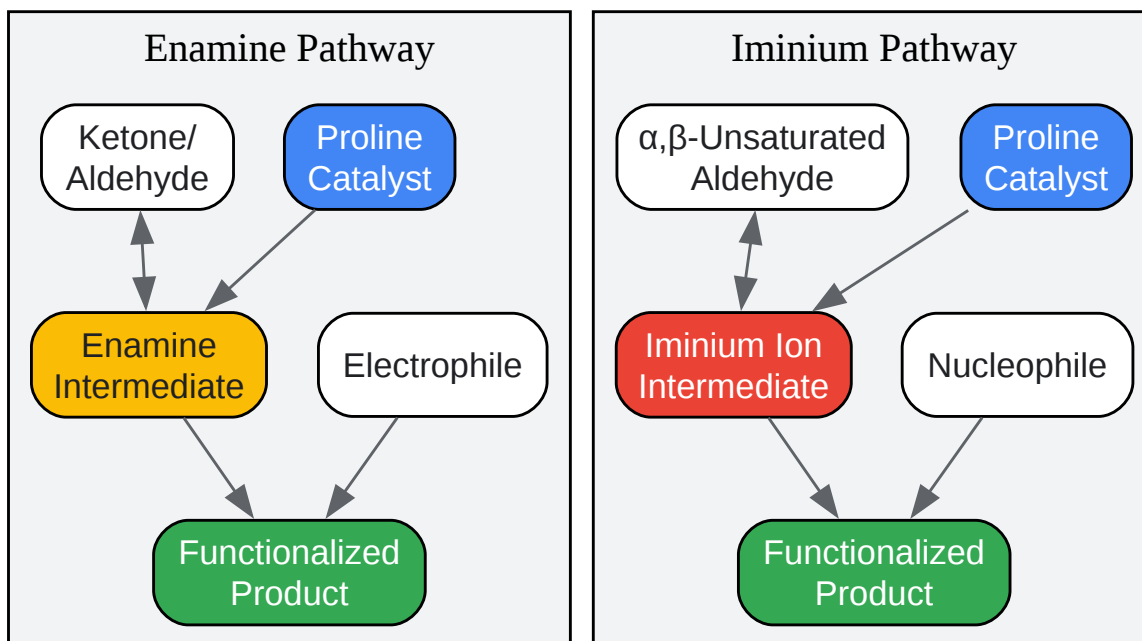 Enamine Pathway
Ketone/
Aldehyde
Proline
Catalyst
Enamine
Intermediate
Electrophile
Functionalized
Product
Iminium Pathway
α,β-Unsaturated
Aldehyde
Proline
Catalyst
Iminium Ion
Intermediate
Nucleophile
Functionalized
Product